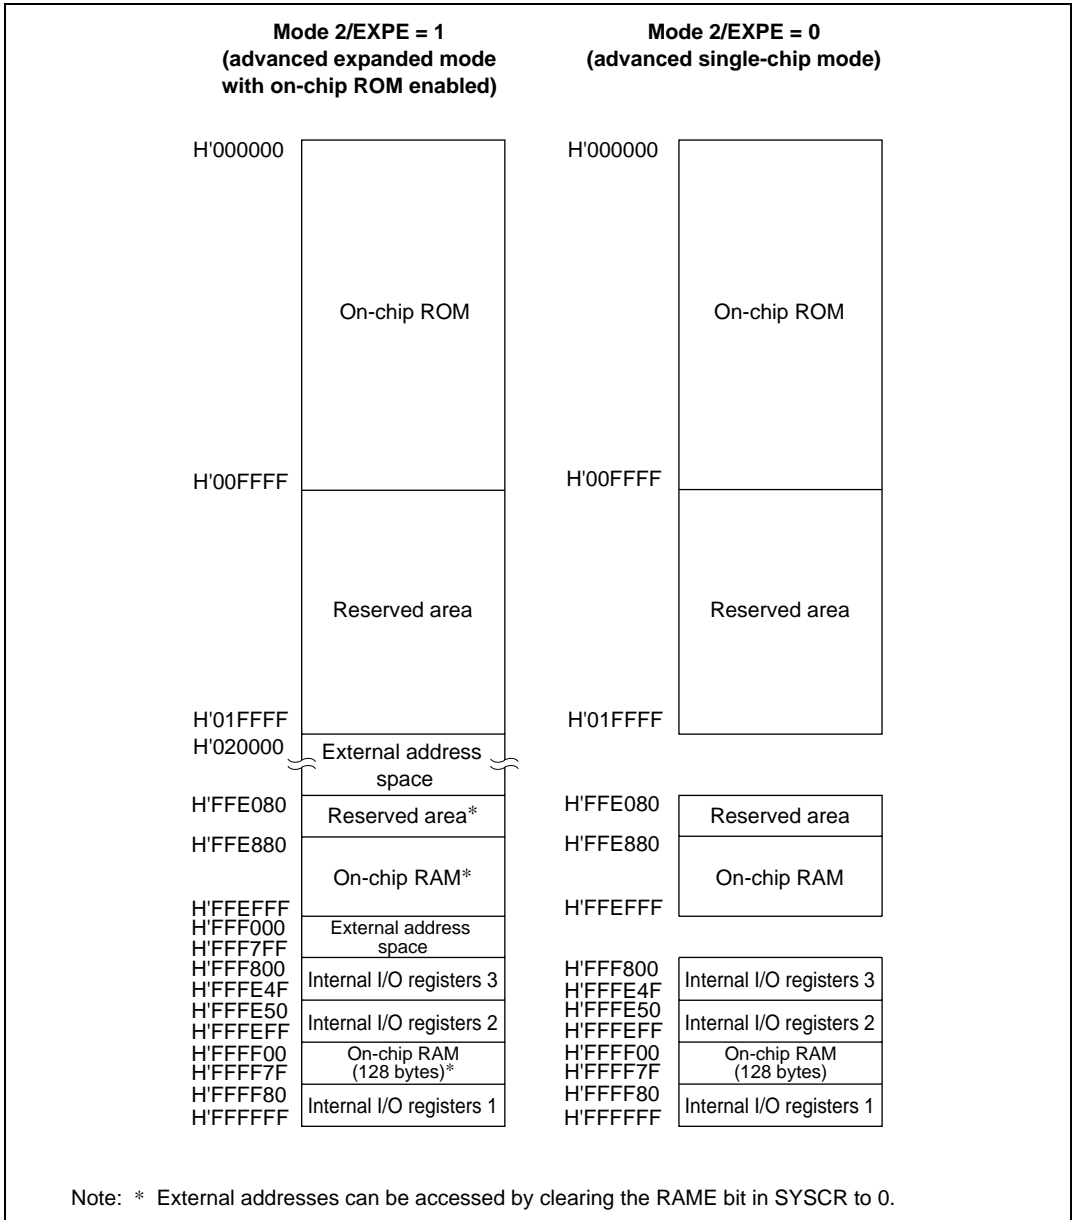 Mode 2/EXPE = 1
(advanced expanded mode
with on-chip ROM enabled)
Mode 2/EXPE = 0
(advanced single-chip mode)
H'000000
On-chip ROM
H'00FFFF
Reserved area
H'01FFFF
H'020000
External address
space
H'FFE080
Reserved area*
H'FFE880
On-chip RAM*
H'FFEFFF
H'FFF000
External address
space
H'FFF7FF
H'FFF800
Internal I/O registers 3
H'FFFE4F
H'FFFE50
Internal I/O registers 2
H'FFFEFF
H'FFFF00
On-chip RAM
(128 bytes)*
H'FFFF7F
H'FFFF80
Internal I/O registers 1
H'FFFFFF
H'000000
On-chip ROM
H'00FFFF
Reserved area
H'01FFFF
H'FFE080
Reserved area
H'FFE880
On-chip RAM
H'FFEFFF
H'FFF800
Internal I/O registers 3
H'FFFE4F
H'FFFE50
Internal I/O registers 2
H'FFFEFF
H'FFFF00
On-chip RAM
(128 bytes)
H'FFFF7F
H'FFFF80
Internal I/O registers 1
H'FFFFFF
Note: * External addresses can be accessed by clearing the RAME bit in SYSCR to 0.